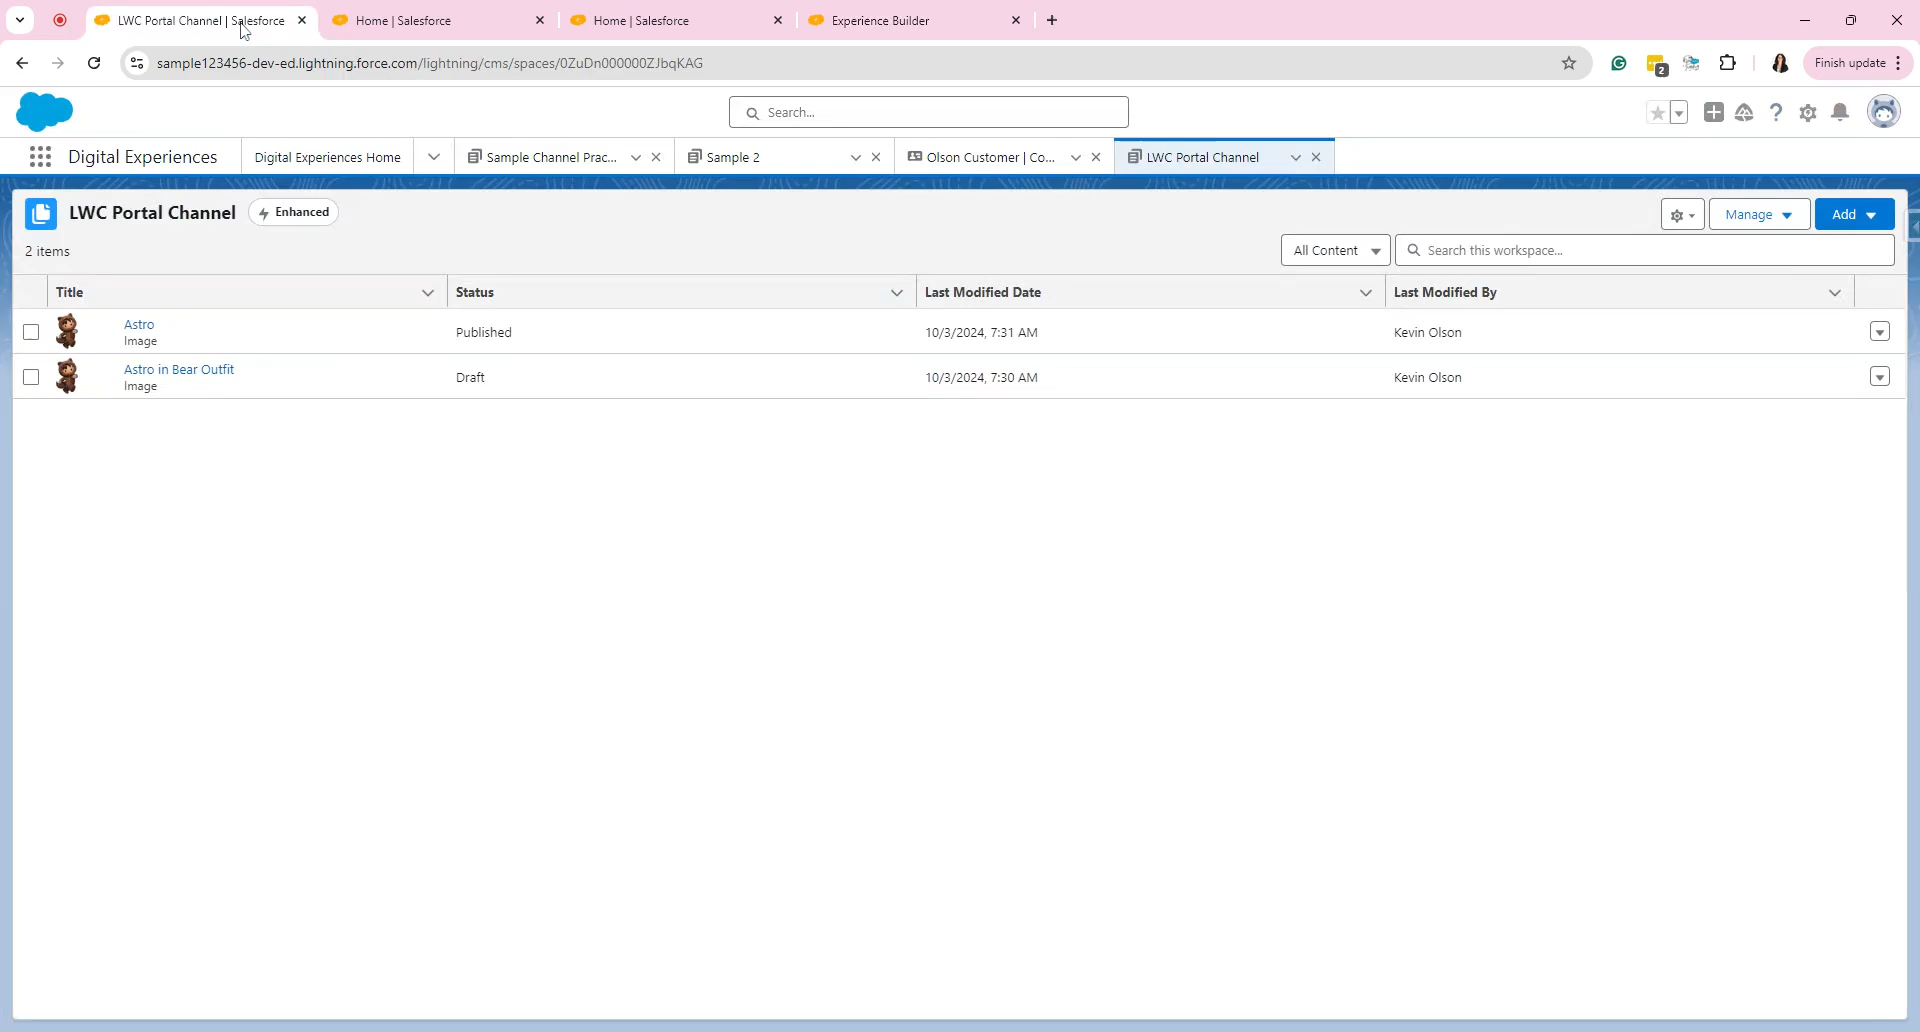 LWC Portal Channel | Salesforce
Home | Salesforce
Home | Salesforce
Experience Builder
sample123456-dev-ed.lightning.force.com/lightning/cms/spaces/0ZuDn000000ZJbqKAG
2
Finish update
Search...
Digital Experiences
Digital Experiences Home
Sample Channel Prac...
Sample 2
Olson Customer | Co...
LWC Portal Channel
LWC Portal Channel
Enhanced
Manage
Add
2 items
All Content
Search this workspace...
Title
Status
Last Modified Date
Last Modified By
Astro
Image
Published
10/3/2024, 7:31 AM
Kevin Olson
Astro in Bear Outfit
Image
Draft
10/3/2024, 7:30 AM
Kevin Olson